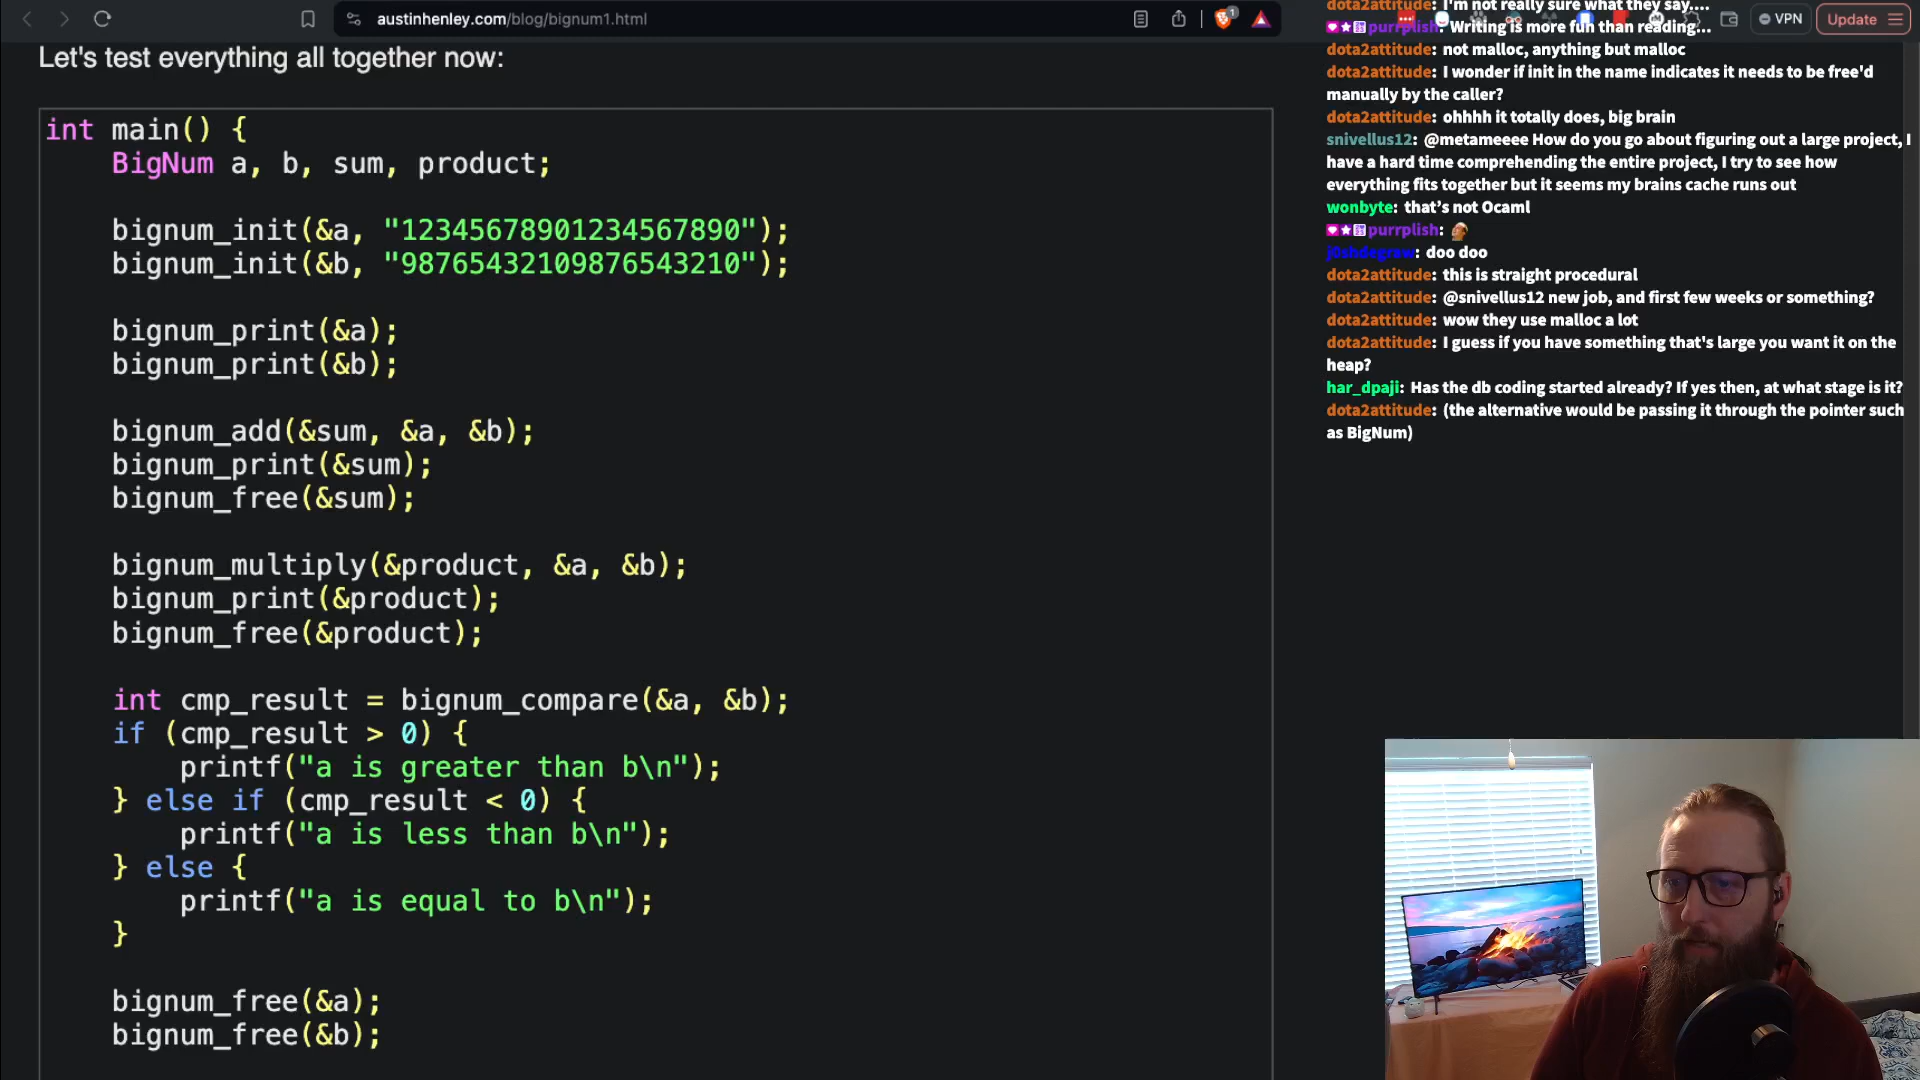 austinhenley.com/blog/bignum1.html
VPN
Update
Let's test everything all together now:
int main() {
BigNum a, b, sum, product;
bignum_init(&a, "12345678901234567890");
bignum_init(&b, "98765432109876543210");
bignum_print(&a);
bignum_print(&b);
bignum_add(&sum, &a, &b);
bignum_print(&sum);
bignum_free(&sum);
bignum_multiply(&product, &a, &b);
bignum_print(&product);
bignum_free(&product);
int cmp_result = bignum_compare(&a, &b);
if (cmp_result > 0) {
printf("a is greater than b\n");
} else if (cmp_result < 0) {
printf("a is less than b\n");
} else {
printf("a is equal to b\n");
}
bignum_free(&a);
bignum_free(&b);
dota2attitude: I'm not really sure what they say....
purrplish: Writing is more fun than reading...
dota2attitude: not malloc, anything but malloc
dota2attitude: I wonder if init in the name indicates it needs to be free'd
manually by the caller?
dota2attitude: ohhhh it totally does, big brain
snivellus12: @metameeee How do you go about figuring out a large project, I
have a hard time comprehending the entire project, I try to see how
everything fits together but it seems my brains cache runs out
wonbyte: that's not Ocaml
purrplish:
j0shdegraw: doo doo
dota2attitude: this is straight procedural
dota2attitude: @snivellus12 new job, and first few weeks or something?
dota2attitude: wow they use malloc a lot
dota2attitude: I guess if you have something that's large you want it on the
heap?
har_dpaji: Has the db coding started already? If yes then, at what stage is it?
dota2attitude: (the alternative would be passing it through the pointer such
as BigNum)